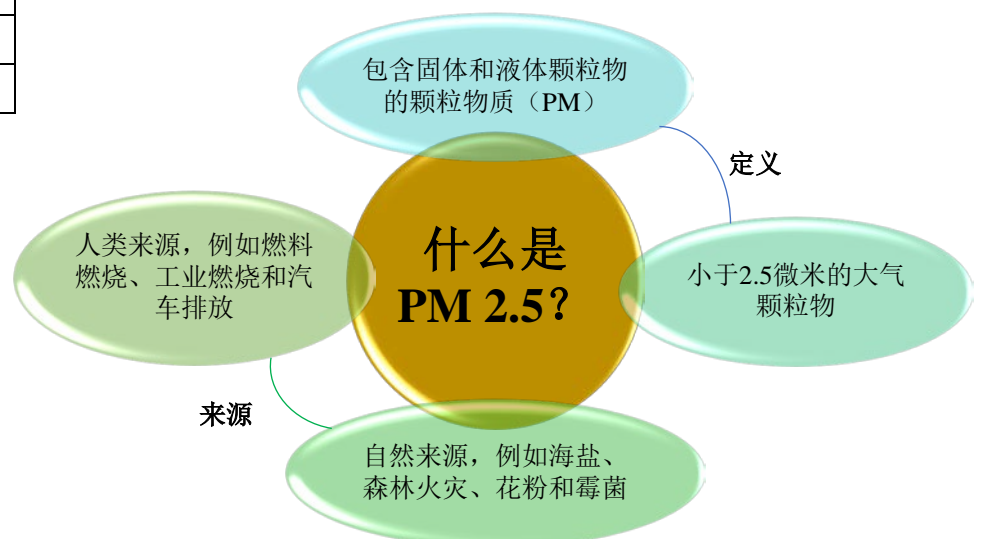 包含固体和液体颗粒物
的颗粒物质（PM）
定义
人类来源，例如燃料
燃烧、工业燃烧和汽
车排放
什么是
PM 2.5？
小于2.5微米的大气
颗粒物
来源
自然来源，例如海盐、
森林火灾、花粉和霉菌